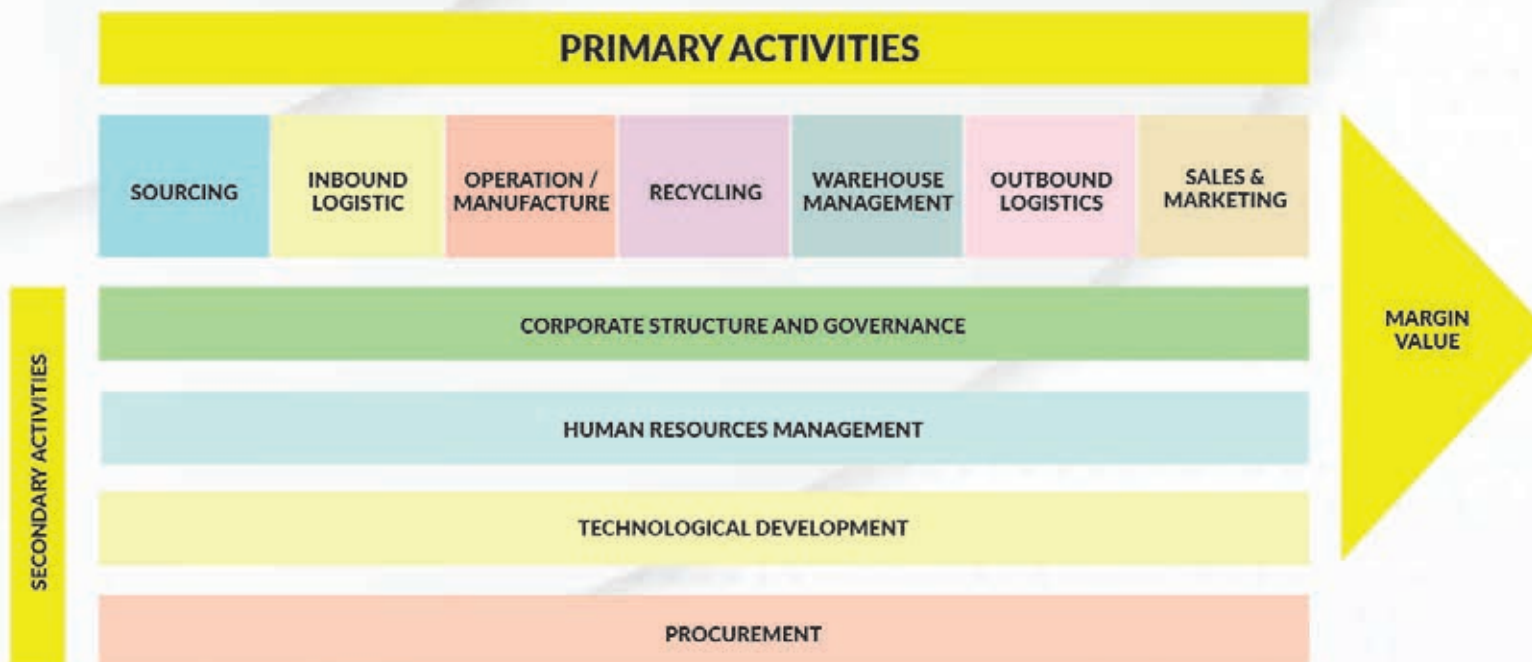 PRIMARY ACTIVITIES
SOURCING
INBOUND
LOGISTIC
OPERATION /
MANUFACTURE
RECYCLING
WAREHOUSE
MANAGEMENT
OUTBOUND
LOGISTICS
SALES &
MARKETING
SECONDARY ACTIVITIES
CORPORATE STRUCTURE AND GOVERNANCE
HUMAN RESOURCES MANAGEMENT
TECHNOLOGICAL DEVELOPMENT
PROCUREMENT
MARGIN
VALUE